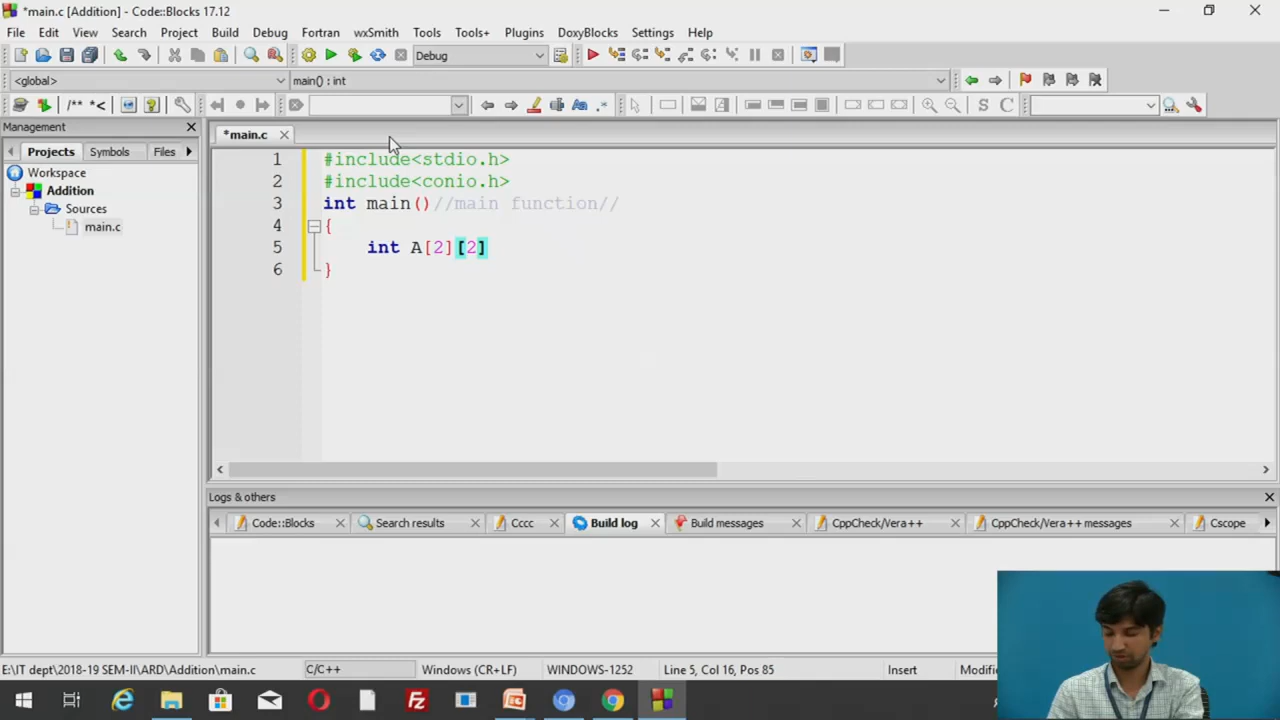 *main.c [Addition] - Code::Blocks 17.12
File Edit View Search Project Build Debug Fortran wxSmith Tools Tools+ Plugins DoxyBlocks Settings Help
Debug
<global> main() : int
/** *<
S C
Management
Projects Symbols Files
*main.c
Workspace
Addition
Sources
main.c
1 #include<stdio.h>
2 #include<conio.h>
3 int main()//main function//
4 {
5 int A[2][2]
6 }
Logs & others
Code::Blocks Search results Cccc Build log Build messages CppCheck/Vera++ CppCheck/Vera++ messages Cscope
E:\IT dept\2018-19 SEM-II\ARD\Addition\main.c C/C++ Windows (CR+LF) WINDOWS-1252 Line 5, Col 16, Pos 85 Insert Modifi